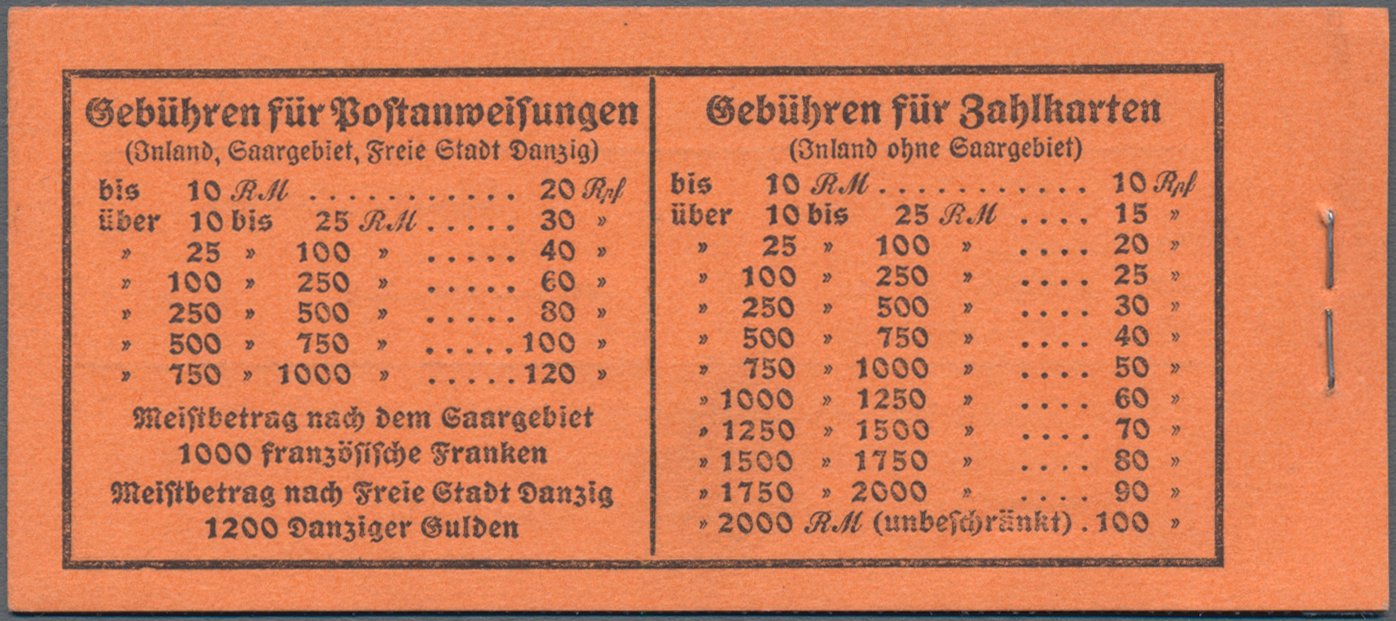 Gebühren für Postanweisungen
(Inland, Saargebiet, Freie Stadt Danzig)
bis 10 RM ............ 20 Rpf
über 10 bis 25 RM ..... 30 "
" 25 " 100 " ..... 40 "
" 100 " 250 " ..... 60 "
" 250 " 500 " ..... 80 "
" 500 " 750 " ..... 100 "
" 750 " 1000 " ..... 120 "
Meistbetrag nach dem Saargebiet
1000 französische Franken
Meistbetrag nach Freie Stadt Danzig
1200 Danziger Gulden
Gebühren für Zahlkarten
(Inland ohne Saargebiet)
bis 10 RM ............ 10 Rpf
über 10 bis 25 RM .... 15 "
" 25 " 100 " .... 20 "
" 100 " 250 " .... 25 "
" 250 " 500 " .... 30 "
" 500 " 750 " .... 40 "
" 750 " 1000 " .... 50 "
" 1000 " 1250 " .... 60 "
" 1250 " 1500 " .... 70 "
" 1500 " 1750 " .... 80 "
" 1750 " 2000 " .... 90 "
" 2000 RM (unbeschränkt) . 100 "